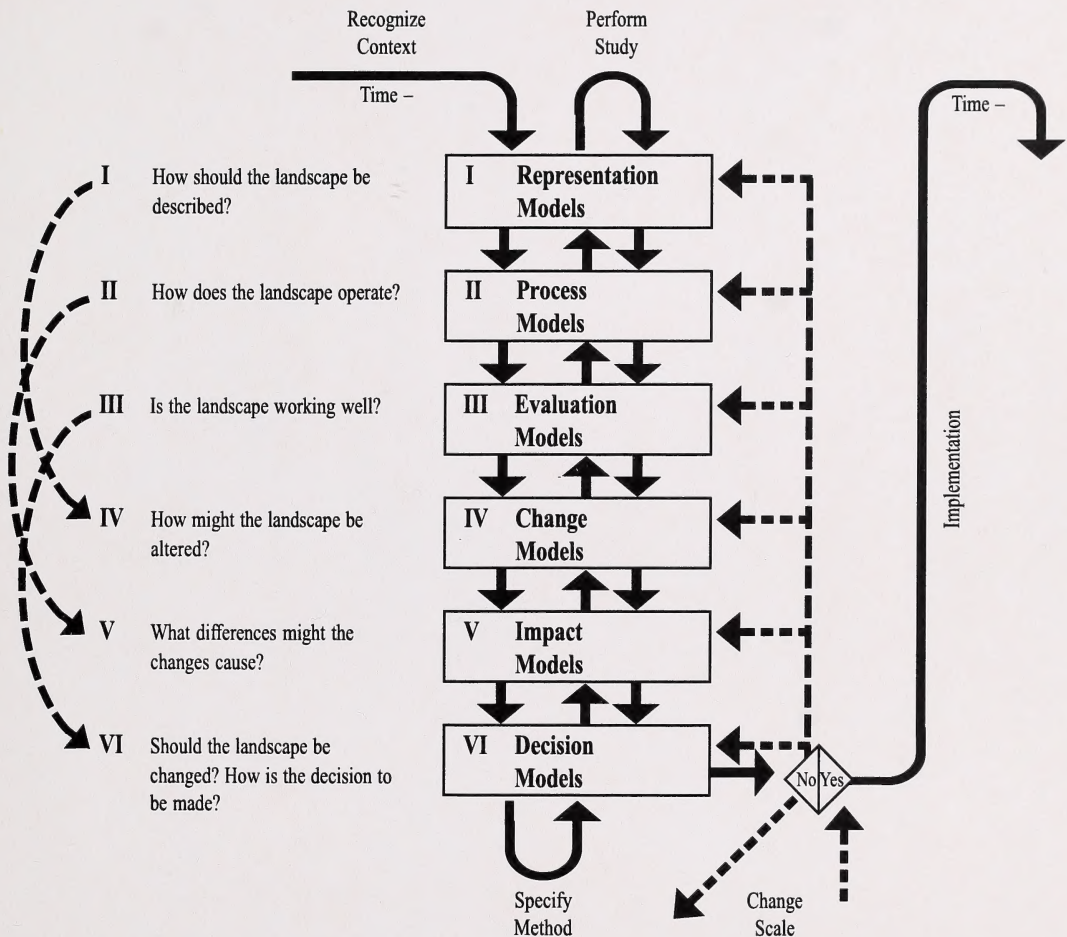 Recognize
Context
Perform
Study
Time –
Time –
I How should the landscape be
described?
I Representation
Models
II How does the landscape operate?
II Process
Models
III Is the landscape working well?
III Evaluation
Models
IV How might the landscape be
altered?
IV Change
Models
V What differences might the
changes cause?
V Impact
Models
VI Should the landscape be
changed? How is the decision to
be made?
VI Decision
Models
No Yes
Implementation
Specify
Method
Change
Scale